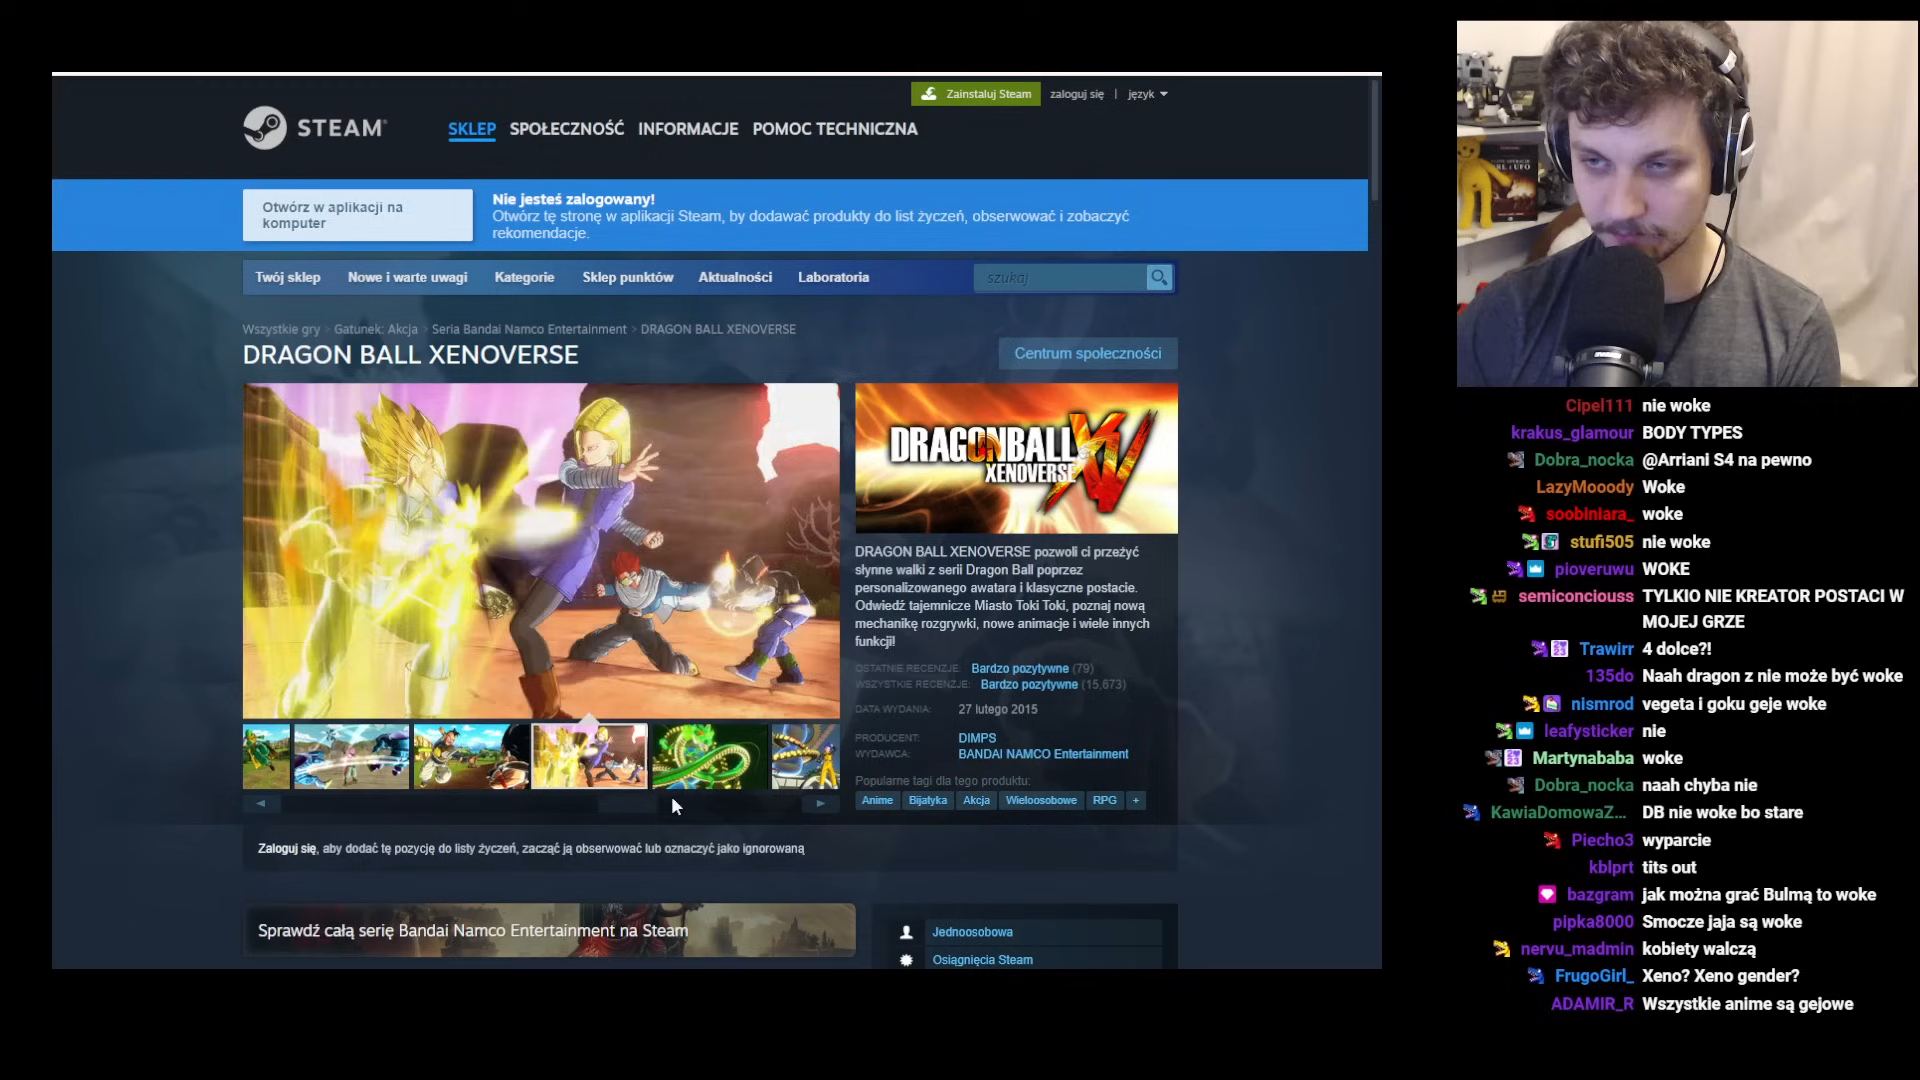 Zainstaluj Steam
zaloguj się | język
STEAM
SKLEP SPOŁECZNOŚĆ INFORMACJE POMOC TECHNICZNA
Otwórz w aplikacji na
komputer
Nie jesteś zalogowany!
Otwórz tę stronę w aplikacji Steam, by dodawać produkty do list życzeń, obserwować i zobaczyć
rekomendacje.
Twój sklep Nowe i warte uwagi Kategorie Sklep punktów Aktualności Laboratoria
szukaj
Wszystkie gry > Gatunek: Akcja > Seria Bandai Namco Entertainment > DRAGON BALL XENOVERSE
DRAGON BALL XENOVERSE
Centrum społeczności
DRAGONBALL XV
XENOVERSE
DRAGON BALL XENOVERSE pozwoli ci przeżyć
słynne walki z serii Dragon Ball poprzez
personalizowanego awatara i klasyczne postacie.
Odwiedź tajemnicze Miasto Toki Toki, poznaj nową
mechanikę rozgrywki, nowe animacje i wiele innych
funkcji!
OSTATNIE RECENZJE: Bardzo pozytywne (79)
WSZYSTKIE RECENZJE: Bardzo pozytywne (15,673)
DATA WYDANIA: 27 lutego 2015
PRODUCENT: DIMPS
WYDAWCA: BANDAI NAMCO Entertainment
Popularne tagi dla tego produktu:
Anime Bijatyka Akcja Wieloosobowe RPG +
Zaloguj się, aby dodać tę pozycję do listy życzeń, zacząć ją obserwować lub oznaczyć jako ignorowaną
Sprawdź całą serię Bandai Namco Entertainment na Steam
Jednoosobowa
Osiągnięcia Steam
Cipel111 nie woke
krakus_glamour BODY TYPES
Dobra_nocka @Arriani S4 na pewno
LazyMooody Woke
soobiniara_ woke
stufi505 nie woke
pioveruwu WOKE
semiconciouss TYLKIO NIE KREATOR POSTACI W
MOJEJ GRZE
Trawirr 4 dolce?!
135do Naah dragon z nie może być woke
nismrod vegeta i goku geje woke
leafysticker nie
Martynababa woke
Dobra_nocka naah chyba nie
KawiaDomowaZ... DB nie woke bo stare
Piecho3 wyparcie
kblprt tits out
bazgram jak można grać Bulmą to woke
pipka8000 Smocze jaja są woke
nervu_madmin kobiety walczą
FrugoGirl_ Xeno? Xeno gender?
ADAMIR_R Wszystkie anime są gejowe